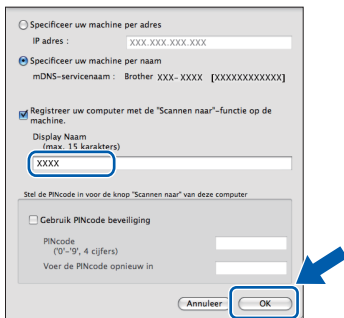 Specificeer uw machine per adres
IP adres : XXX.XXX.XXX.XXX
Specificeer uw machine per naam
mDNS-servicenaam : Brother XXX-XXXX [XXXXXXXXXXXX]
Registreer uw computer met de "Scannen naar"-functie op de
machine.
Display Naam
(max. 15 karakters)
XXXX
Stel de PINcode in voor de knop "Scannen naar" van deze computer
Gebruik PINcode beveiliging
PINcode
('0'-'9', 4 cijfers)
Voer de PINcode opnieuw in
Annuleer OK